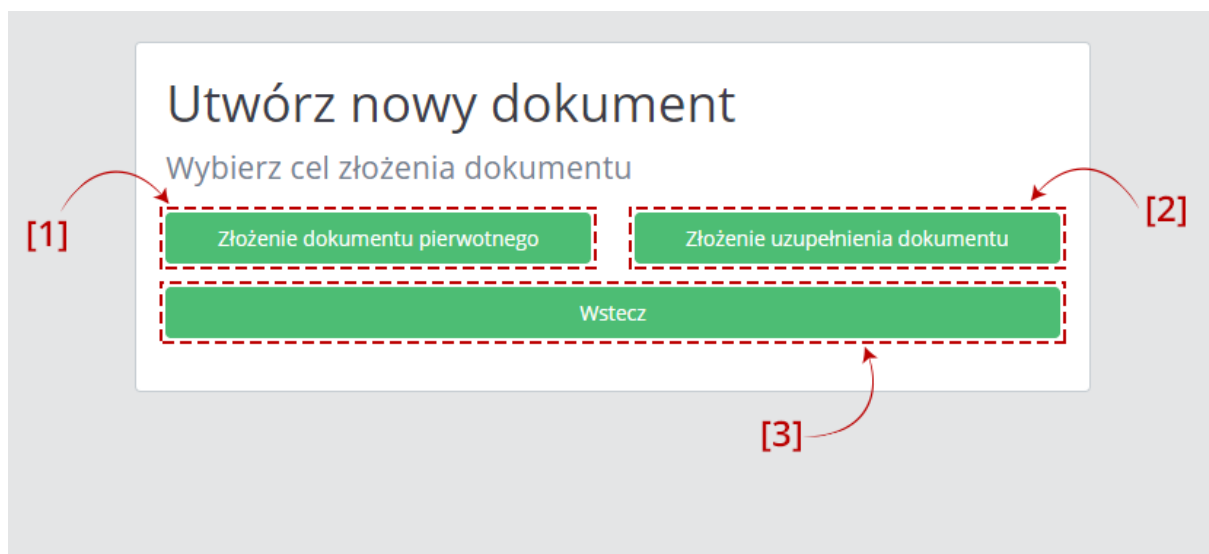 Utwórz nowy dokument
Wybierz cel złożenia dokumentu
[1]
Złożenie dokumentu pierwotnego
Złożenie uzupełnienia dokumentu
[2]
Wstecz
[3]